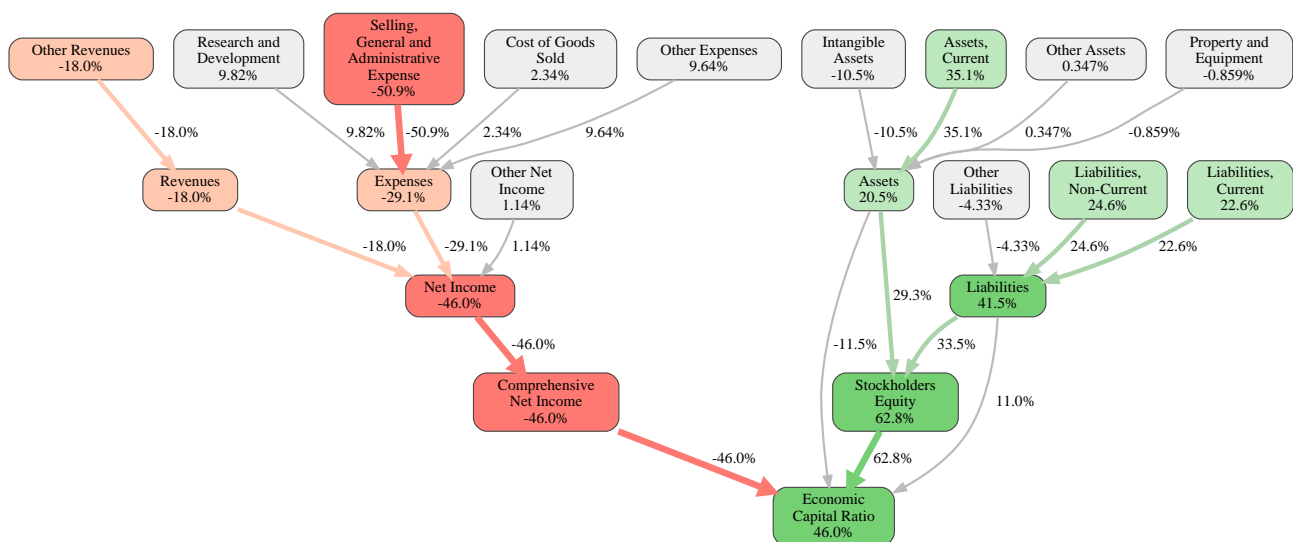 Other Revenues
-18.0%
Research and
Development
9.82%
Selling,
General and
Administrative
Expense
-50.9%
Cost of Goods
Sold
2.34%
Other Expenses
9.64%
Intangible
Assets
-10.5%
Assets,
Current
35.1%
Other Assets
0.347%
Property and
Equipment
-0.859%
-18.0%
9.82%
-50.9%
2.34%
9.64%
-10.5%
35.1%
0.347%
-0.859%
Revenues
-18.0%
Expenses
-29.1%
Other Net
Income
1.14%
Assets
20.5%
Other
Liabilities
-4.33%
Liabilities,
Non-Current
24.6%
Liabilities,
Current
22.6%
-18.0%
-29.1%
1.14%
-4.33%
24.6%
22.6%
Net Income
-46.0%
29.3%
Liabilities
41.5%
-46.0%
-11.5%
33.5%
Comprehensive
Net Income
-46.0%
Stockholders
Equity
62.8%
11.0%
-46.0%
62.8%
Economic
Capital Ratio
46.0%